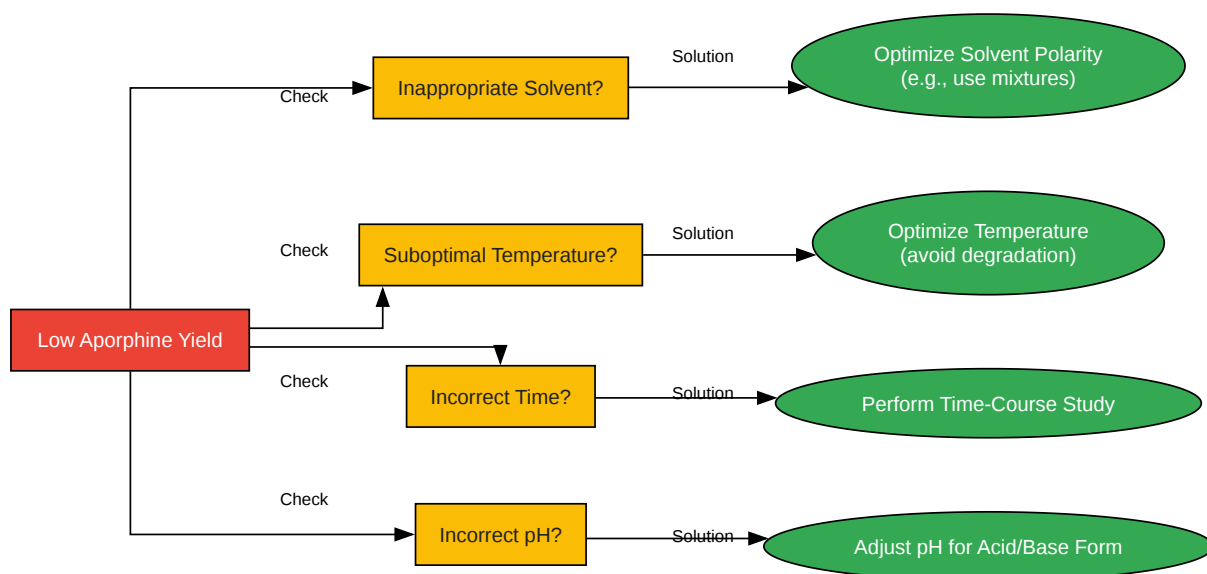 Solution
Optimize Solvent Polarity
(e.g., use mixtures)
Inappropriate Solvent?
Check
Solution
Optimize Temperature
(avoid degradation)
Check
Suboptimal Temperature?
Low Aporphine Yield
Check
Incorrect Time?
Solution
Perform Time-Course Study
Check
Incorrect pH?
Solution
Adjust pH for Acid/Base Form